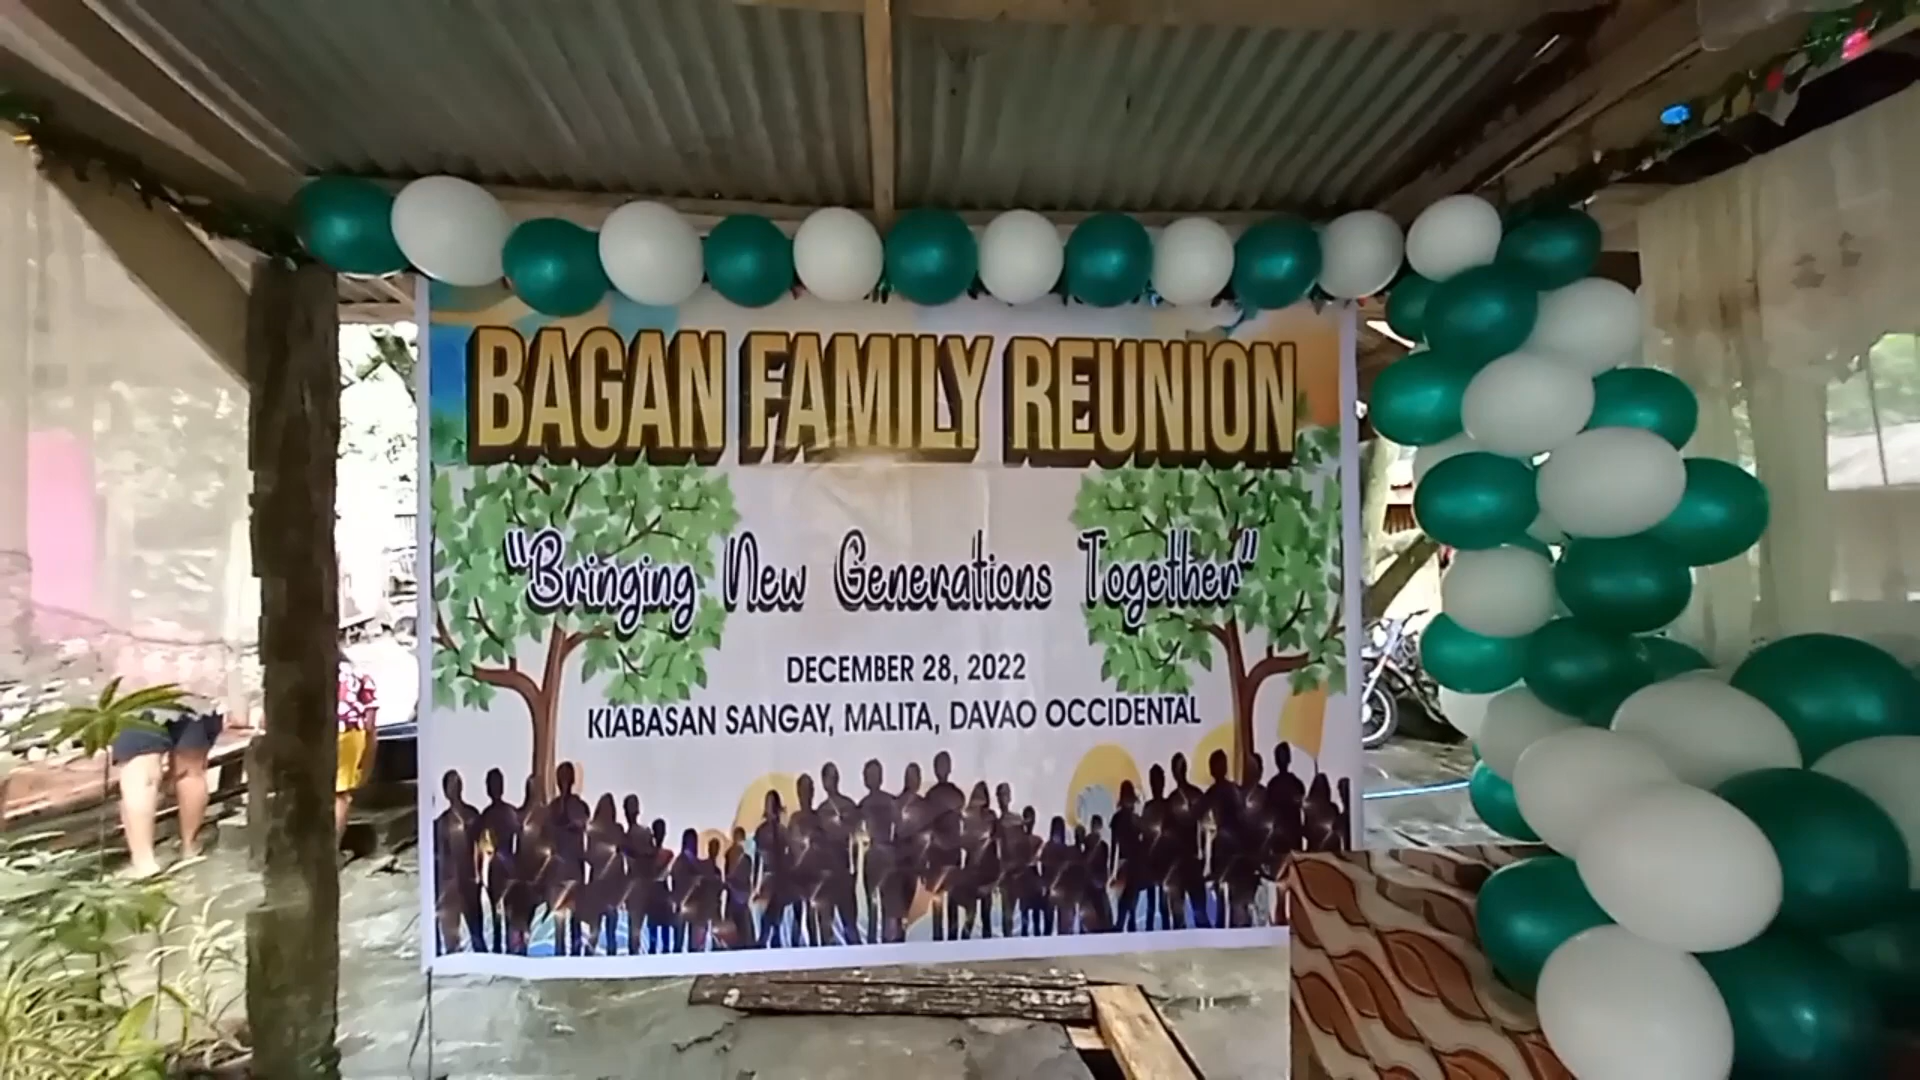 BAGAN FAMILY REUNION
"Bringing New Generations Together"
DECEMBER 28, 2022
KIABASAN SANGAY, MALITA, DAVAO OCCIDENTAL